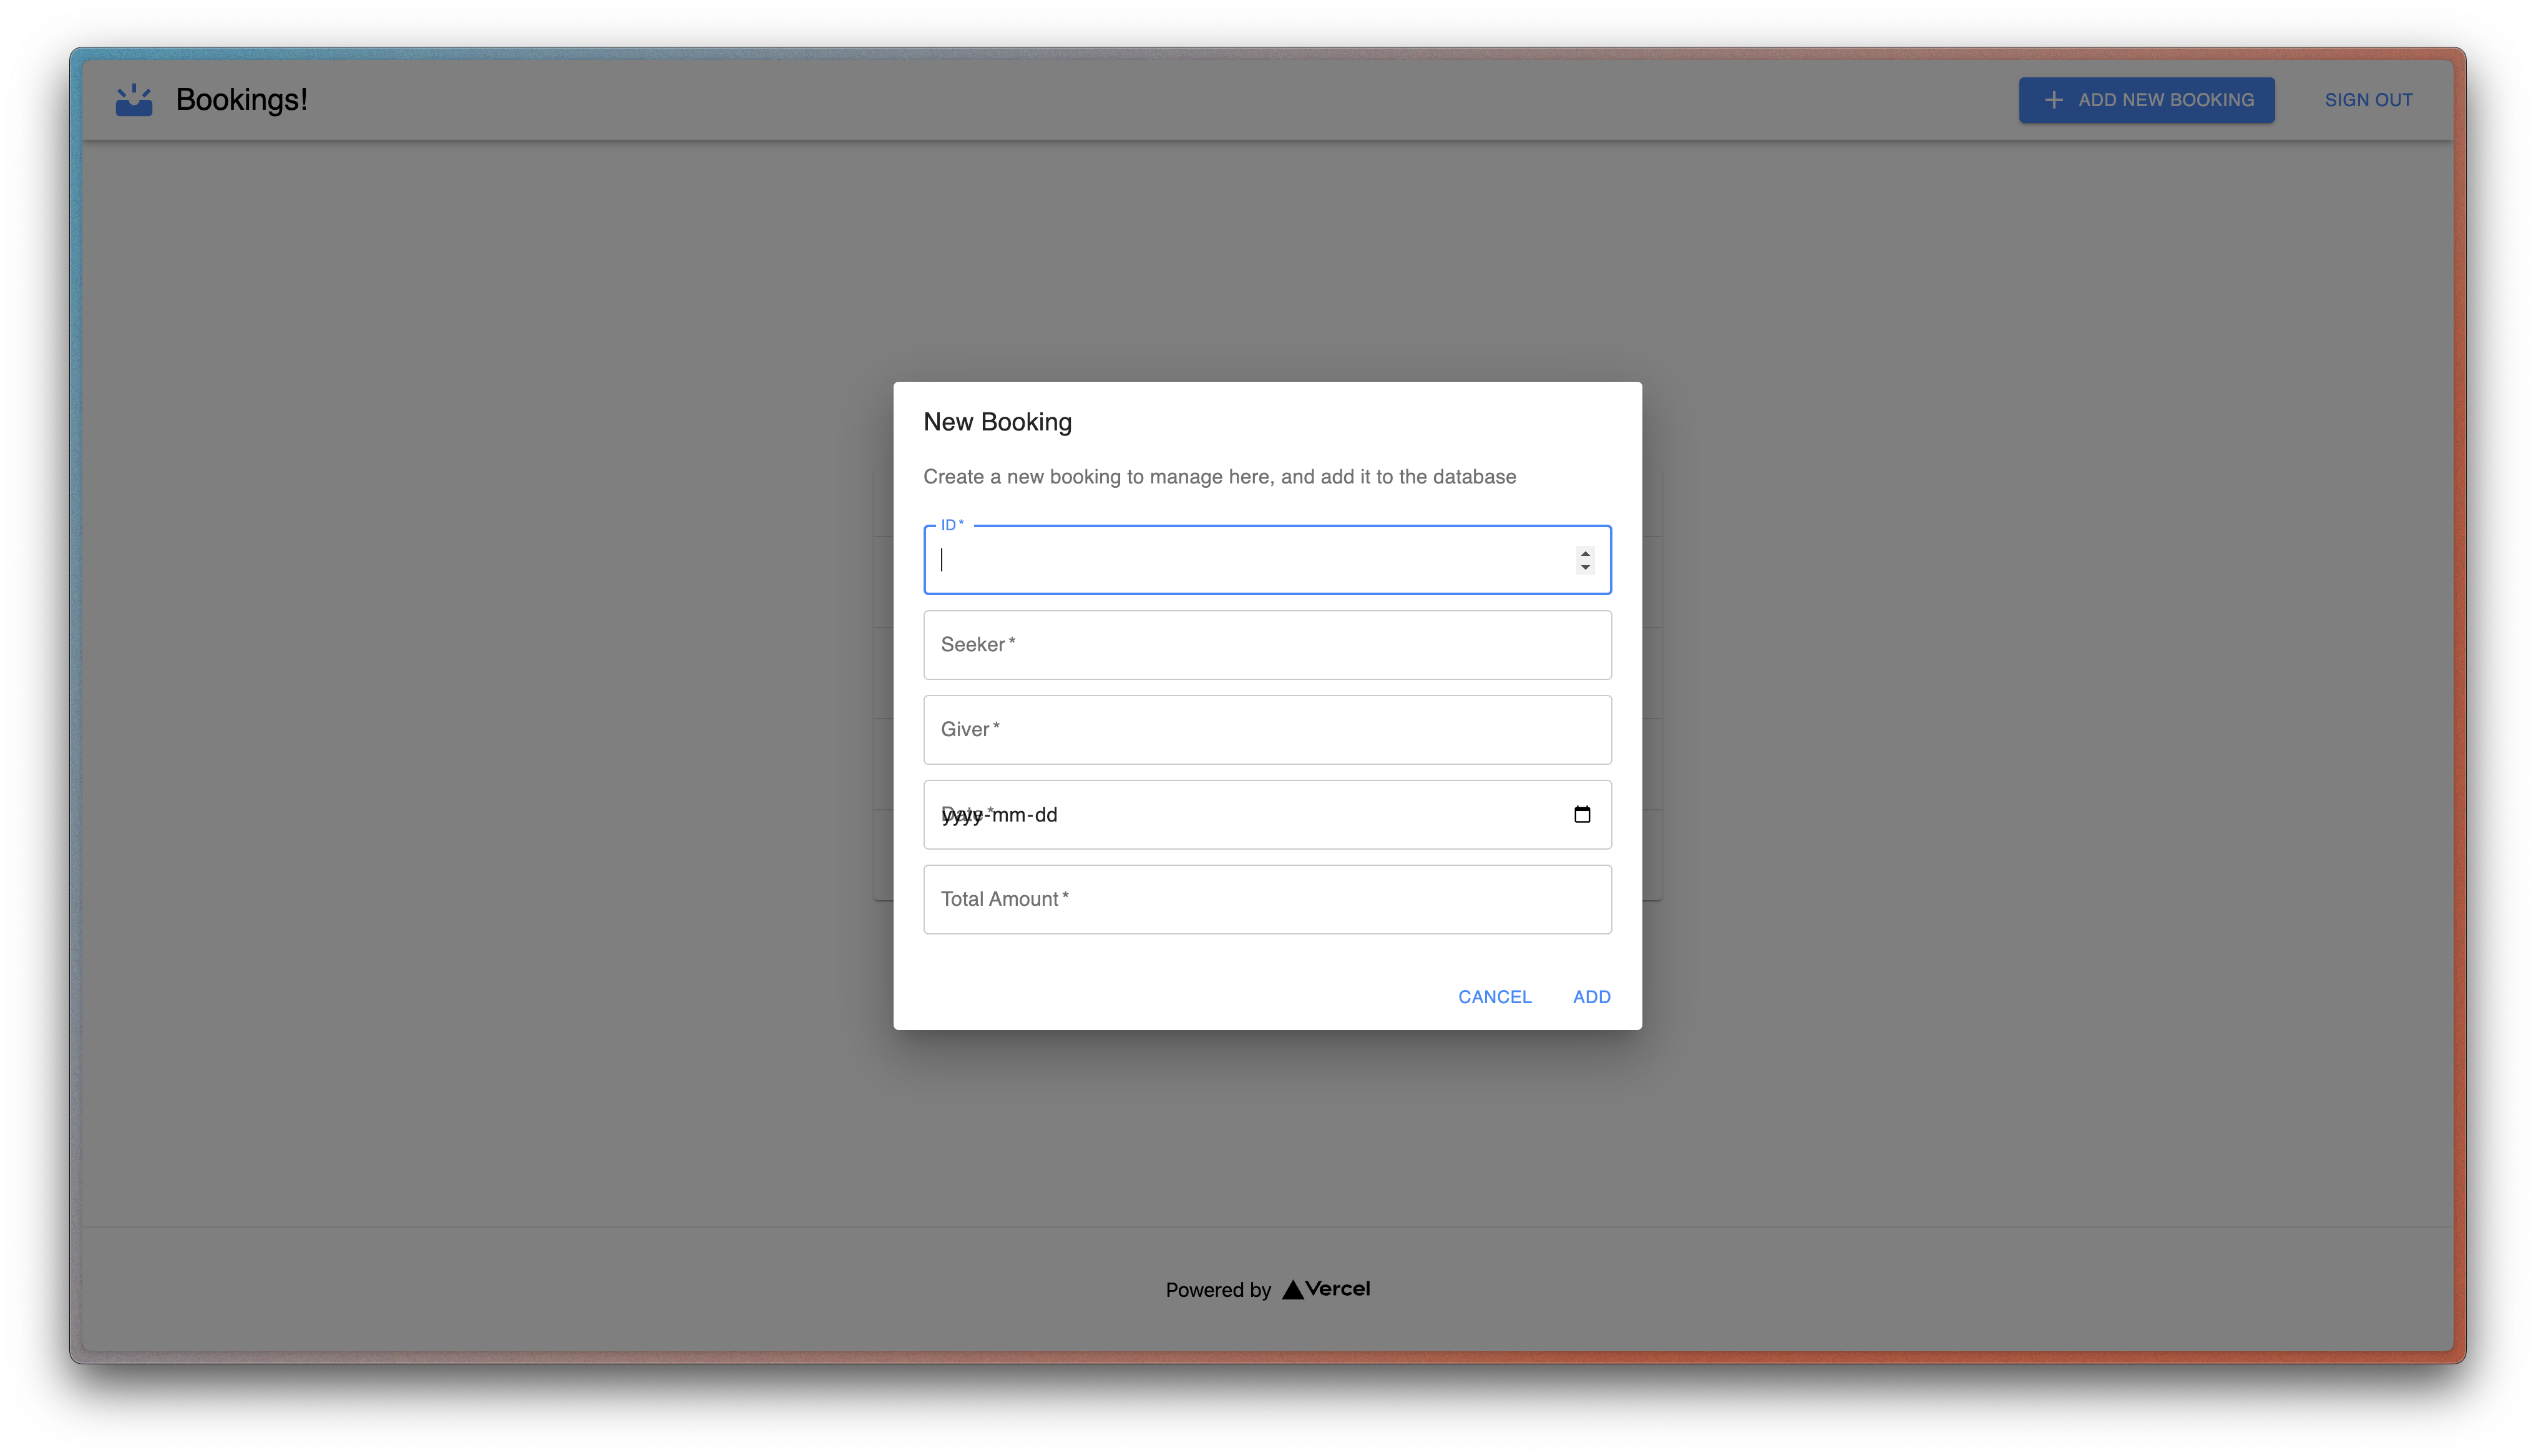 Bookings!
ADD NEW BOOKING
SIGN OUT
New Booking
Create a new booking to manage here, and add it to the database
ID *
Seeker *
Giver *
Date *
yyyy-mm-dd
Total Amount *
CANCEL
ADD
Powered by Vercel